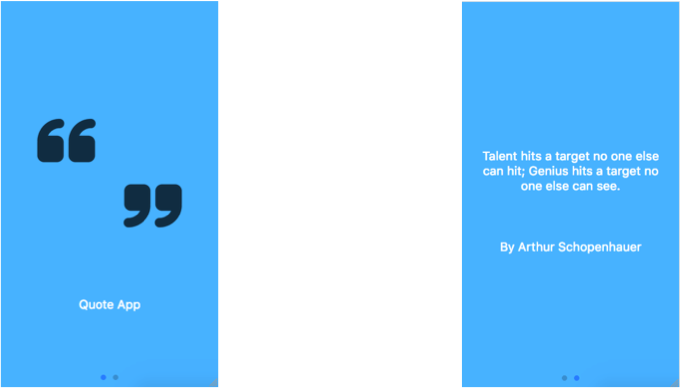 Quote App
Talent hits a target no one else
can hit; Genius hits a target no
one else can see.
By Arthur Schopenhauer